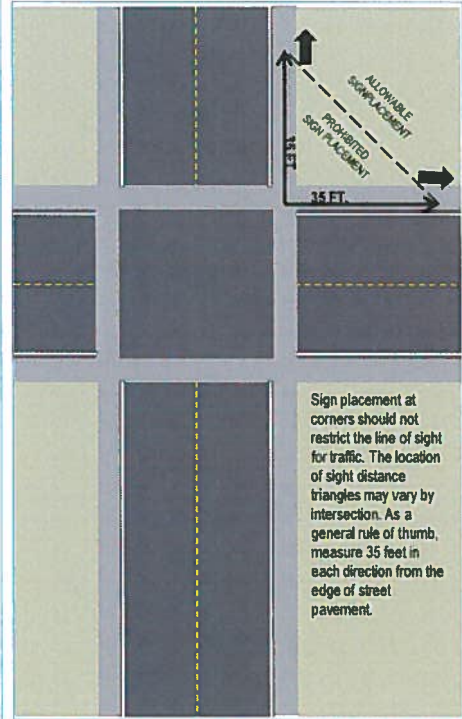 ALLOWABLE
SIGN PLACEMENT
PROHIBITED
SIGN PLACEMENT
35 FT.
Sign placement at
corners should not
restrict the line of sight
for traffic. The location
of sight distance
triangles may vary by
intersection. As a
general rule of thumb,
measure 35 feet in
each direction from the
edge of street
pavement.